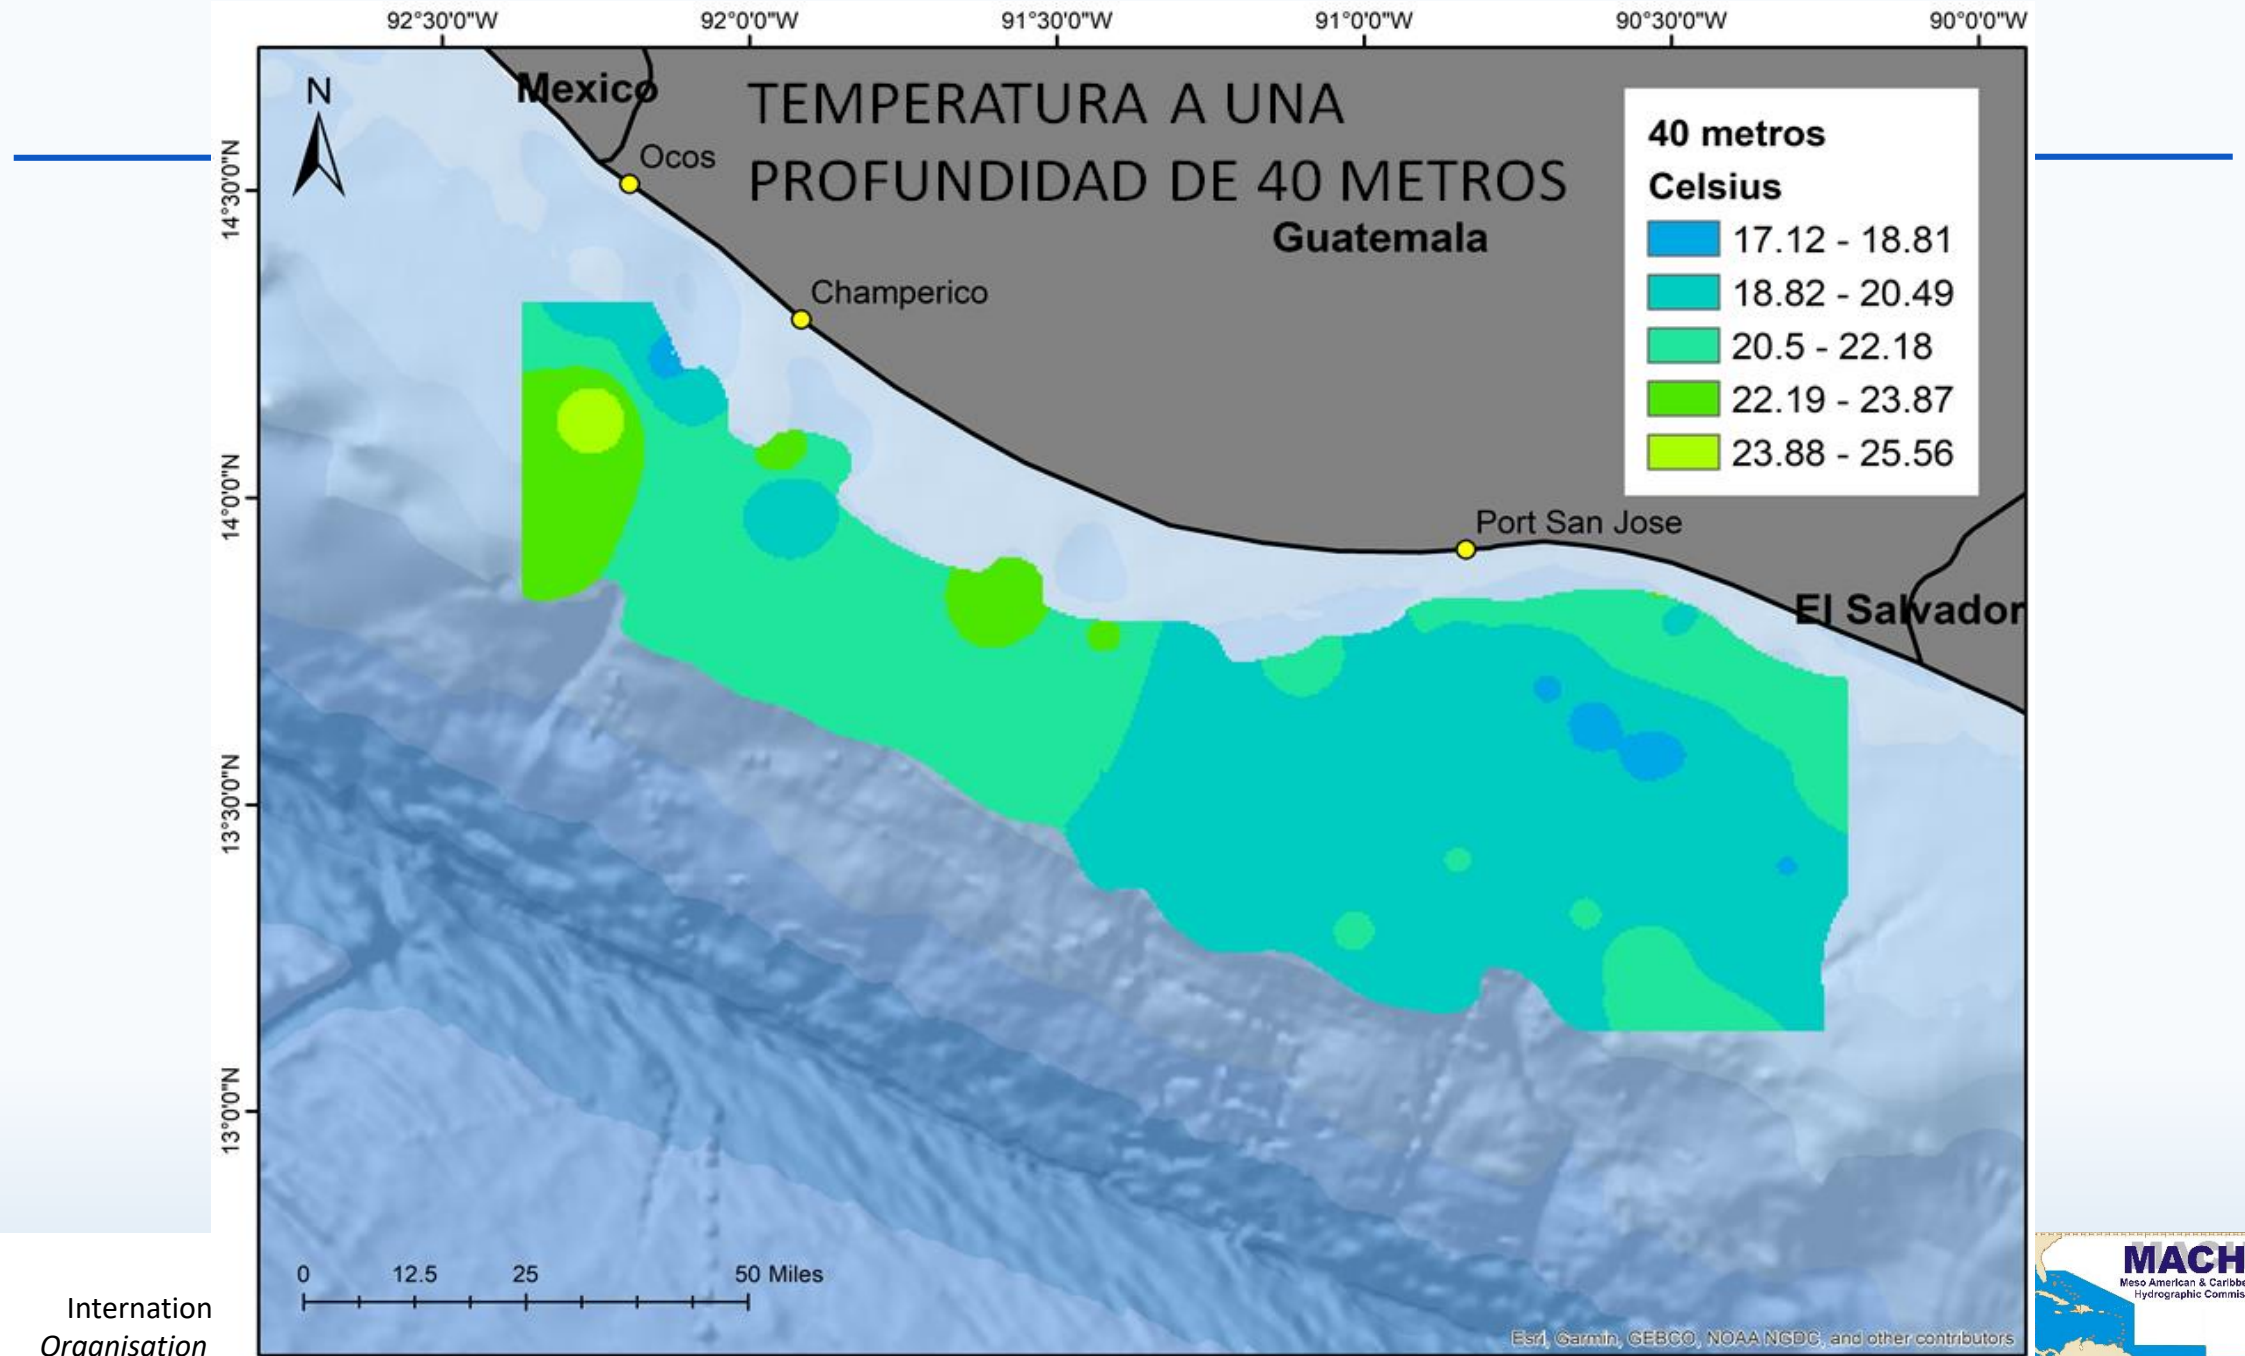 92°30'0"W 92°0'0"W 91°30'0"W 91°0'0"W 90°30'0"W 90°0'0"W
N
Mexico
TEMPERATURA A UNA
PROFUNDIDAD DE 40 METROS
Guatemala
40 metros
Celsius
17.12 - 18.81
18.82 - 20.49
20.5 - 22.18
22.19 - 23.87
23.88 - 25.56
Ocos
Champerico
Port San Jose
El Salvador
14°30'0"N
14°0'0"N
13°30'0"N
13°0'0"N
0 12.5 25 50 Miles
Esri, Garmin, GEBCO, NOAA NGDC, and other contributors
Internation
Organisation
MACH
Meso American & Caribbe
Hydrographic Commis